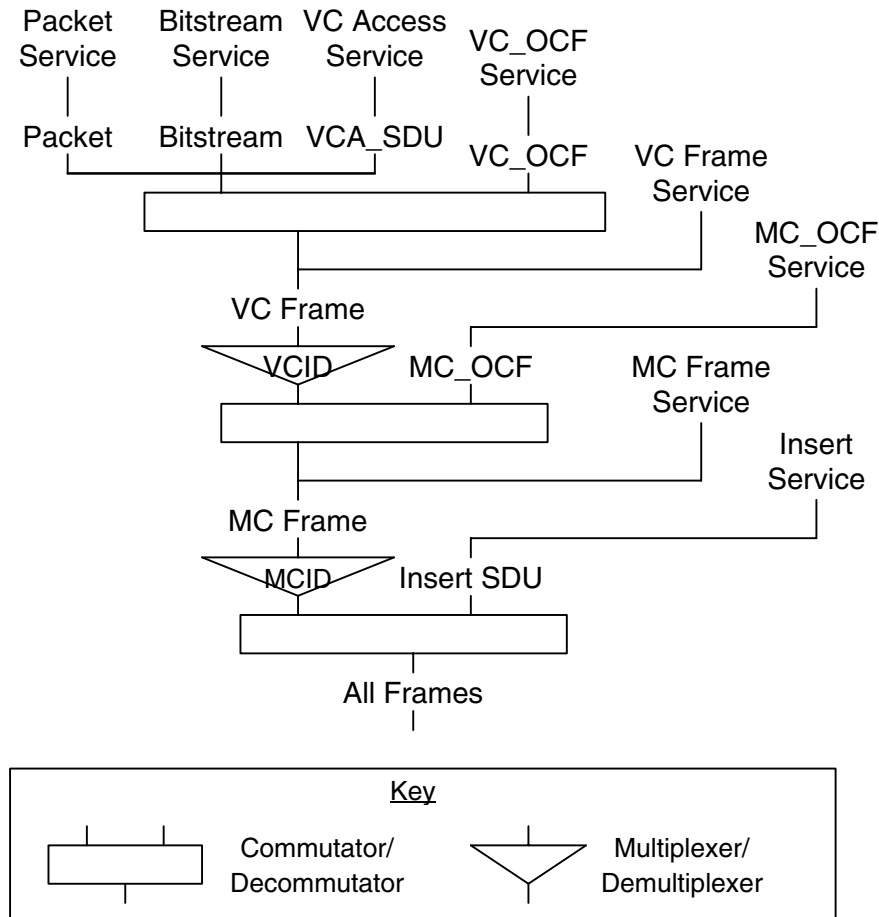 Packet
Service
Bitstream
Service
VC Access
Service
VC_OCF
Service
Packet
Bitstream
VCA_SDU
VC_OCF
VC Frame
Service
MC_OCF
Service
VC Frame
VCID
MC_OCF
MC Frame
Service
Insert
Service
MC Frame
MCID
Insert SDU
All Frames
Key
Commutator/
Decommutator
Multiplexer/
Demultiplexer